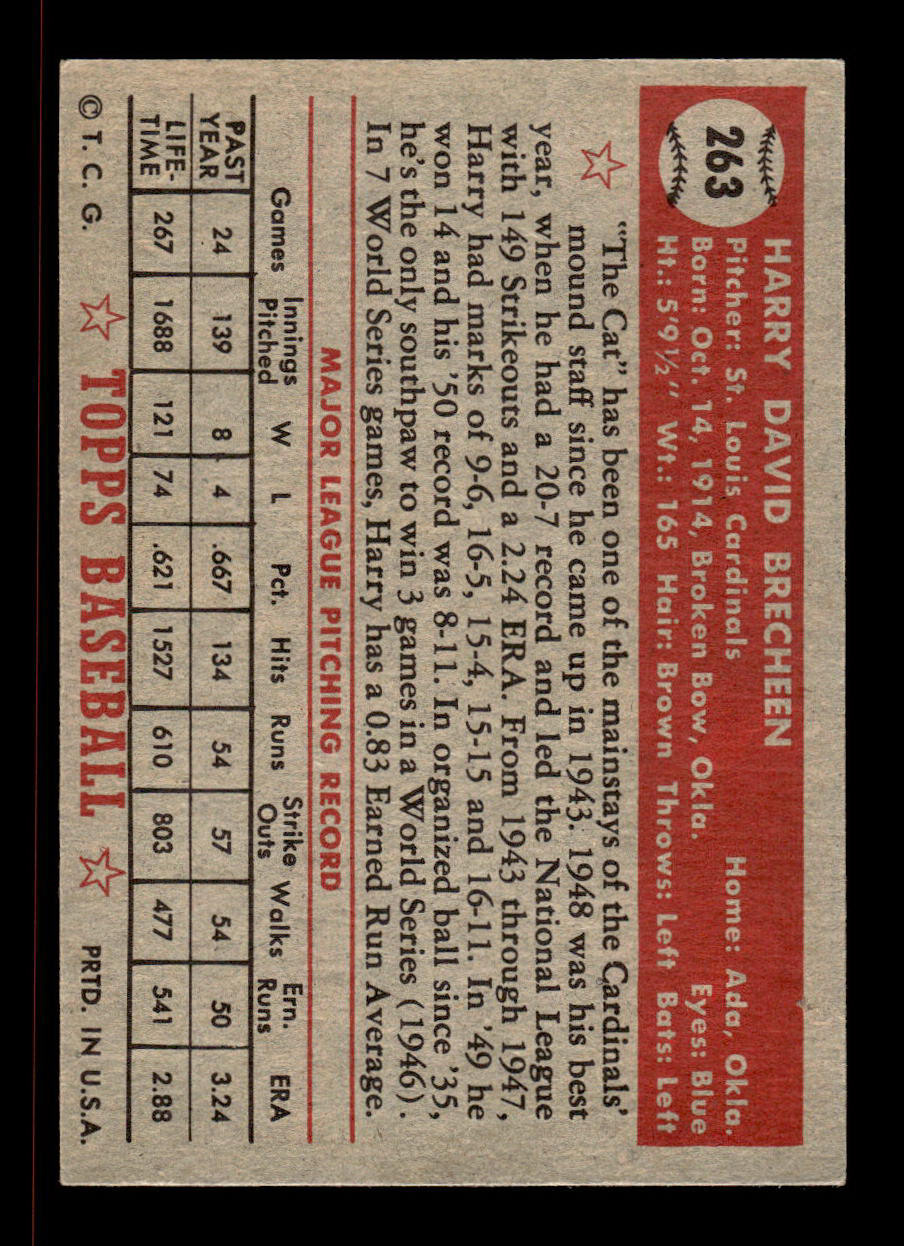 263
HARRY DAVID BRECHEEN
Pitcher: St. Louis Cardinals Home: Ada, Okla.
Born: Oct. 14, 1914, Broken Bow, Okla. Eyes: Blue
Ht.: 5'9½" Wt.: 165 Hair: Brown Throws: Left Bats: Left
"The Cat" has been one of the mainstays of the Cardinals'
mound staff since he came up in 1943. 1948 was his best
year, when he had a 20-7 record and led the National League
with 149 Strikeouts and a 2.24 ERA. From 1943 through 1947,
Harry had marks of 9-6, 16-5, 15-4, 15-15 and 16-11. In '49 he
won 14 and his '50 record was 8-11. In organized ball since '35,
he's the only southpaw to win 3 games in a World Series (1946).
In 7 World Series games, Harry has a 0.83 Earned Run Average.
MAJOR LEAGUE PITCHING RECORD
Games Innings Pitched W L Pct. Hits Runs Strike Outs Walks Ern. Runs ERA
PAST YEAR 24 139 8 4 .667 134 54 57 54 50 3.24
LIFE-TIME 267 1688 121 74 .621 1527 610 803 477 541 2.88
© T. C. G. TOPPS BASEBALL PRTD. IN U.S.A.